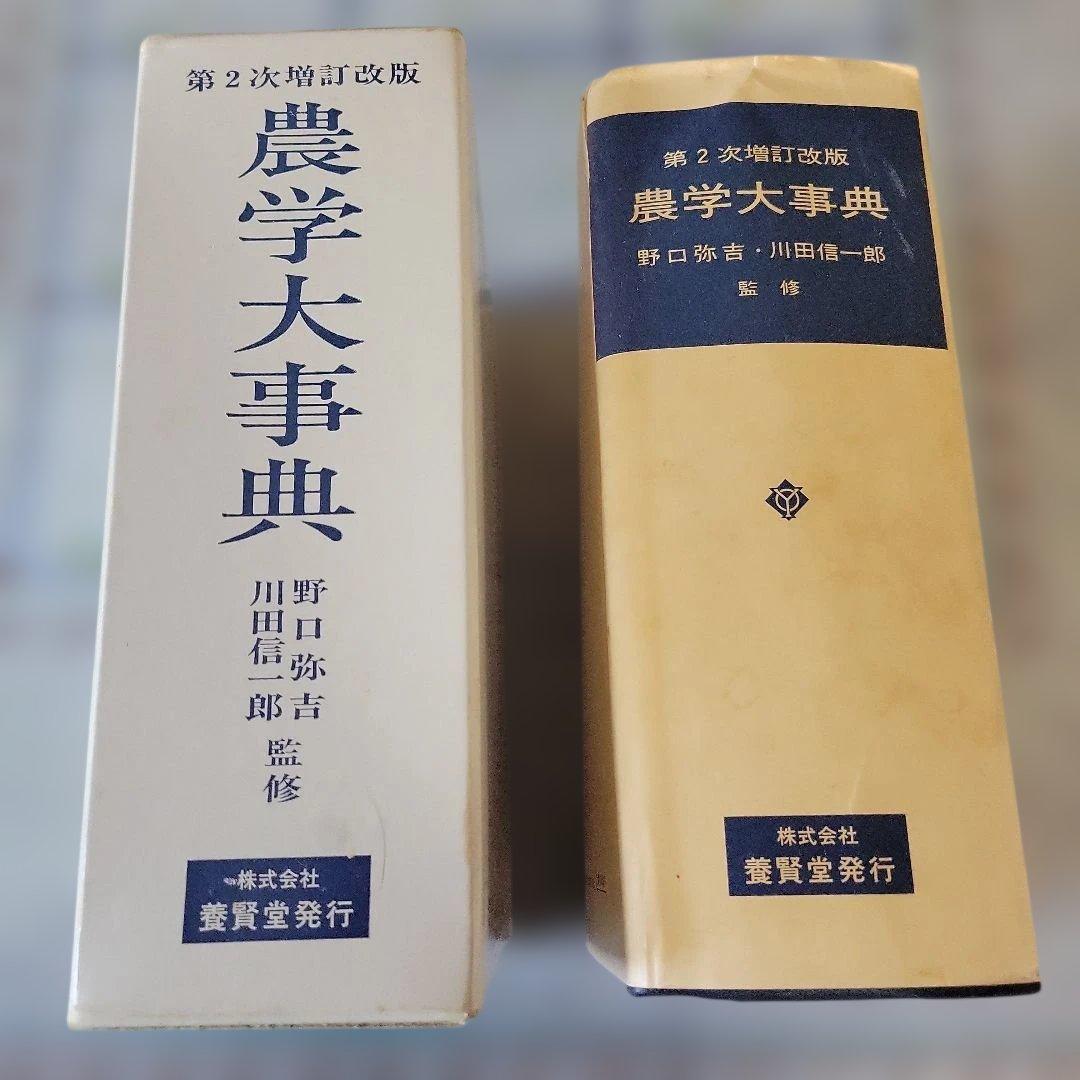 第2次増訂改版
農学大事典
野口弥吉
川田信一郎
監修
株式会社
養賢堂発行
第2次増訂改版
農学大事典
野口弥吉・川田信一郎
監修
株式会社
養賢堂発行